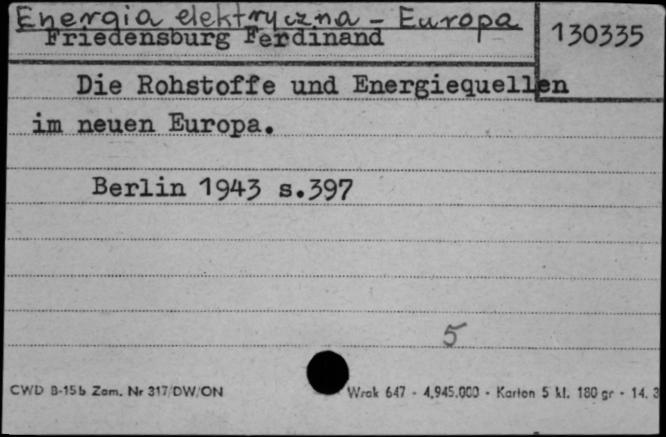 Energia elektryczna - Europa
130335
Friedensburg Ferdinand
Die Rohstoffe und Energiequellen
im neuen Europa.
Berlin 1943 s.397
5
CWD B-15b Zam. Nr 317/DW/ON
Wrak 647 - 4.945.000 - Karton 5 kl. 180 gr - 14. 3